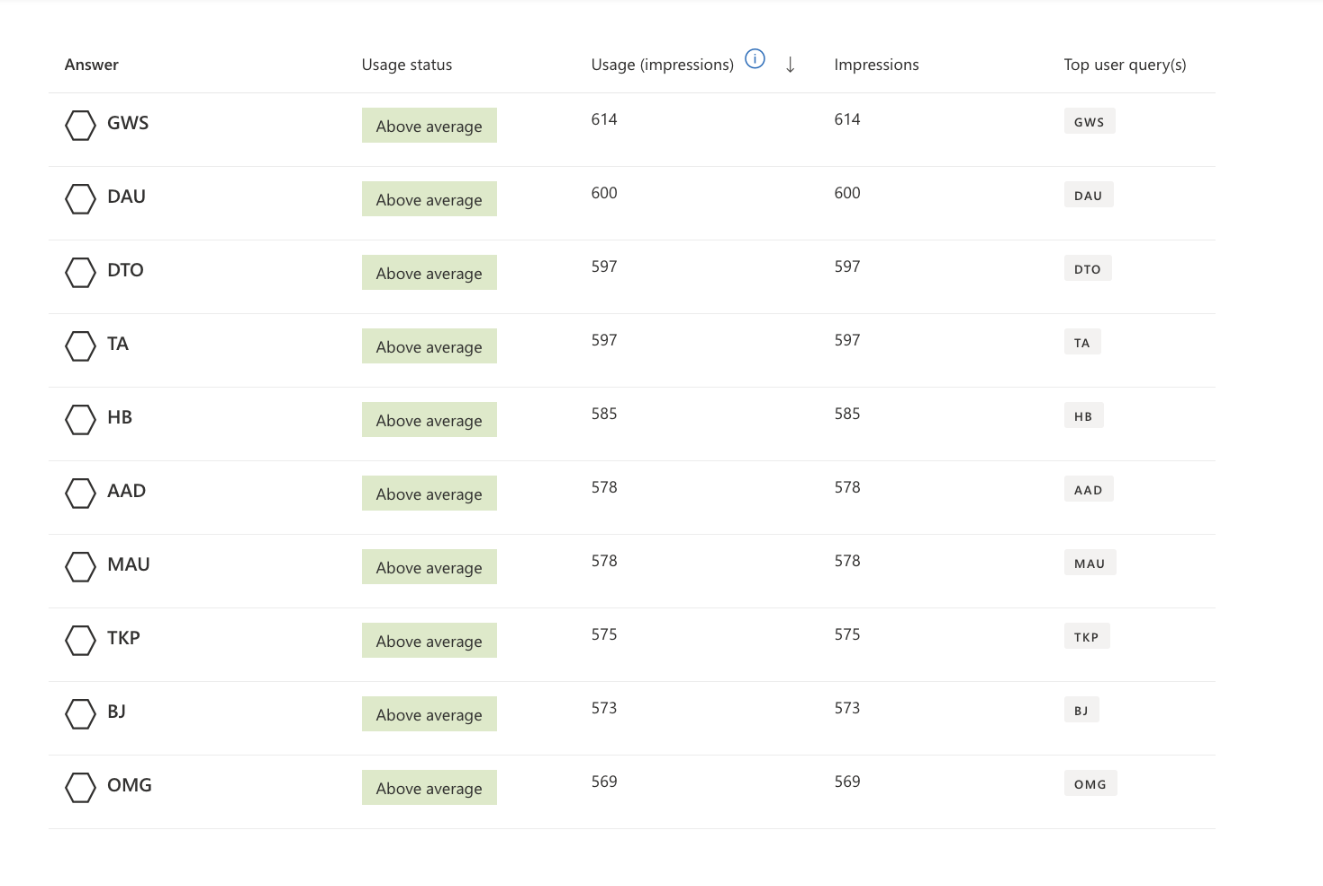 Answer Usage status Usage (impressions) Impressions Top user query(s)
GWS Above average 614 614 GWS
DAU Above average 600 600 DAU
DTO Above average 597 597 DTO
TA Above average 597 597 TA
HB Above average 585 585 HB
AAD Above average 578 578 AAD
MAU Above average 578 578 MAU
TKP Above average 575 575 TKP
BJ Above average 573 573 BJ
OMG Above average 569 569 OMG